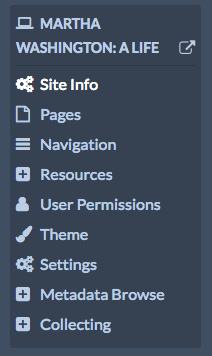 MARTHA
WASHINGTON: A LIFE
Site Info
Pages
Navigation
Resources
User Permissions
Theme
Settings
Metadata Browse
Collecting